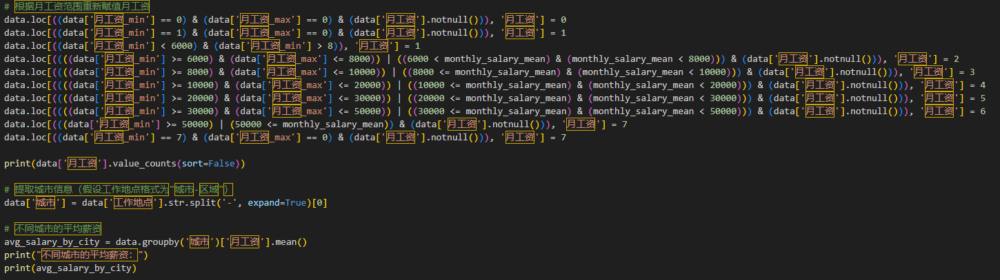 # 根据月工资范围重新赋值月工资
data.loc[((data['月工资_min'] == 0) & (data['月工资_max'] == 0) & (data['月工资'].notnull())), '月工资'] = 0
data.loc[((data['月工资_min'] == 1) & (data['月工资_max'] == 0) & (data['月工资'].notnull())), '月工资'] = 1
data.loc[((data['月工资_min'] < 6000) & (data['月工资_min'] > 8)), '月工资'] = 1
data.loc[((((data['月工资_min'] >= 6000) & (data['月工资_max'] <= 8000)) | ((6000 < monthly_salary_mean) & (monthly_salary_mean < 8000))) & (data['月工资'].notnull())), '月工资'] = 2
data.loc[((((data['月工资_min'] >= 8000) & (data['月工资_max'] <= 10000)) | ((8000 <= monthly_salary_mean) & (monthly_salary_mean < 10000))) & (data['月工资'].notnull())), '月工资'] = 3
data.loc[((((data['月工资_min'] >= 10000) & (data['月工资_max'] <= 20000)) | ((10000 <= monthly_salary_mean) & (monthly_salary_mean < 20000))) & (data['月工资'].notnull())), '月工资'] = 4
data.loc[((((data['月工资_min'] >= 20000) & (data['月工资_max'] <= 30000)) | ((20000 <= monthly_salary_mean) & (monthly_salary_mean < 30000))) & (data['月工资'].notnull())), '月工资'] = 5
data.loc[((((data['月工资_min'] >= 30000) & (data['月工资_max'] <= 50000)) | ((30000 <= monthly_salary_mean) & (monthly_salary_mean < 50000))) & (data['月工资'].notnull())), '月工资'] = 6
data.loc[(((data['月工资_min'] >= 50000) | (50000 <= monthly_salary_mean)) & (data['月工资'].notnull())), '月工资'] = 7
data.loc[((data['月工资_min'] == 7) & (data['月工资_max'] == 0) & (data['月工资'].notnull())), '月工资'] = 7
print(data['月工资'].value_counts(sort=False))
# 提取城市信息（假设工作地点格式为"城市-区域"）
data['城市'] = data['工作地点'].str.split('-', expand=True)[0]
# 不同城市的平均薪资
avg_salary_by_city = data.groupby('城市')['月工资'].mean()
print("不同城市的平均薪资：")
print(avg_salary_by_city)